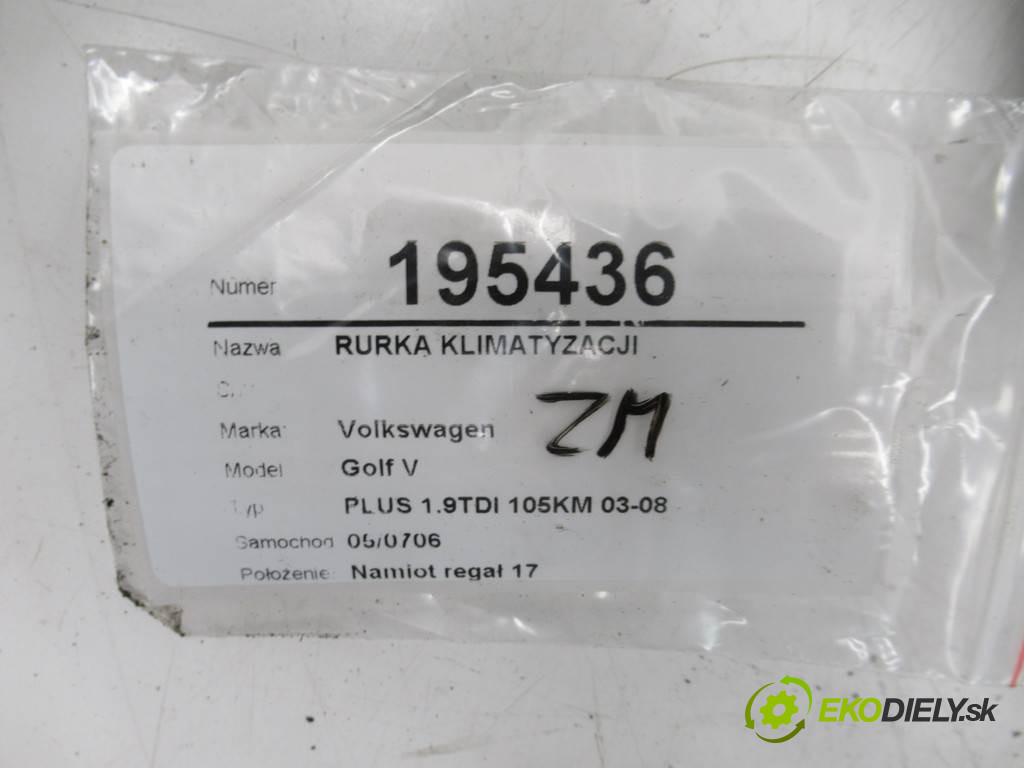 Numer 195436
Nazwa RURKA KLIMATYZACJI
Marka: Volkswagen
ZM
Model Golf V
Typ PLUS 1.9TDI 105KM 03-08
Samochod 05/0706
Położenie: Namiot regał 17
EKODIELY.sk